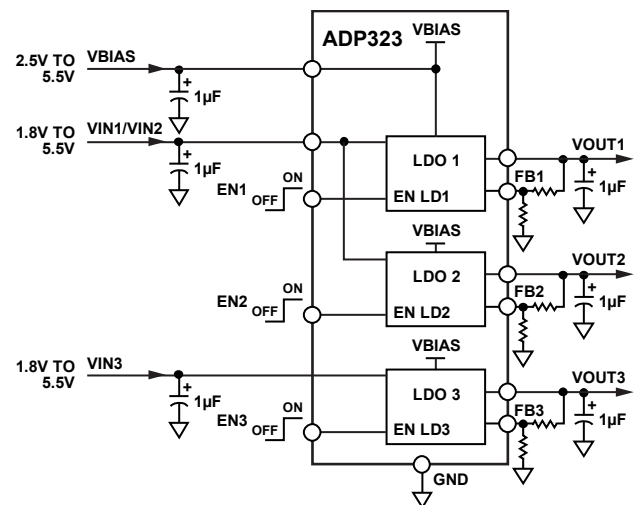 ADP323
VBIAS
2.5V TO
5.5V
VBIAS
+
1µF
1.8V TO
5.5V
VIN1/VIN2
+
1µF
LDO 1
EN LD1
VOUT1
FB1
+
1µF
EN1
ON
OFF
VBIAS
LDO 2
EN LD2
VOUT2
FB2
+
1µF
EN2
ON
OFF
VBIAS
1.8V TO
5.5V
VIN3
+
1µF
LDO 3
EN LD3
VOUT3
FB3
+
1µF
EN3
ON
OFF
GND